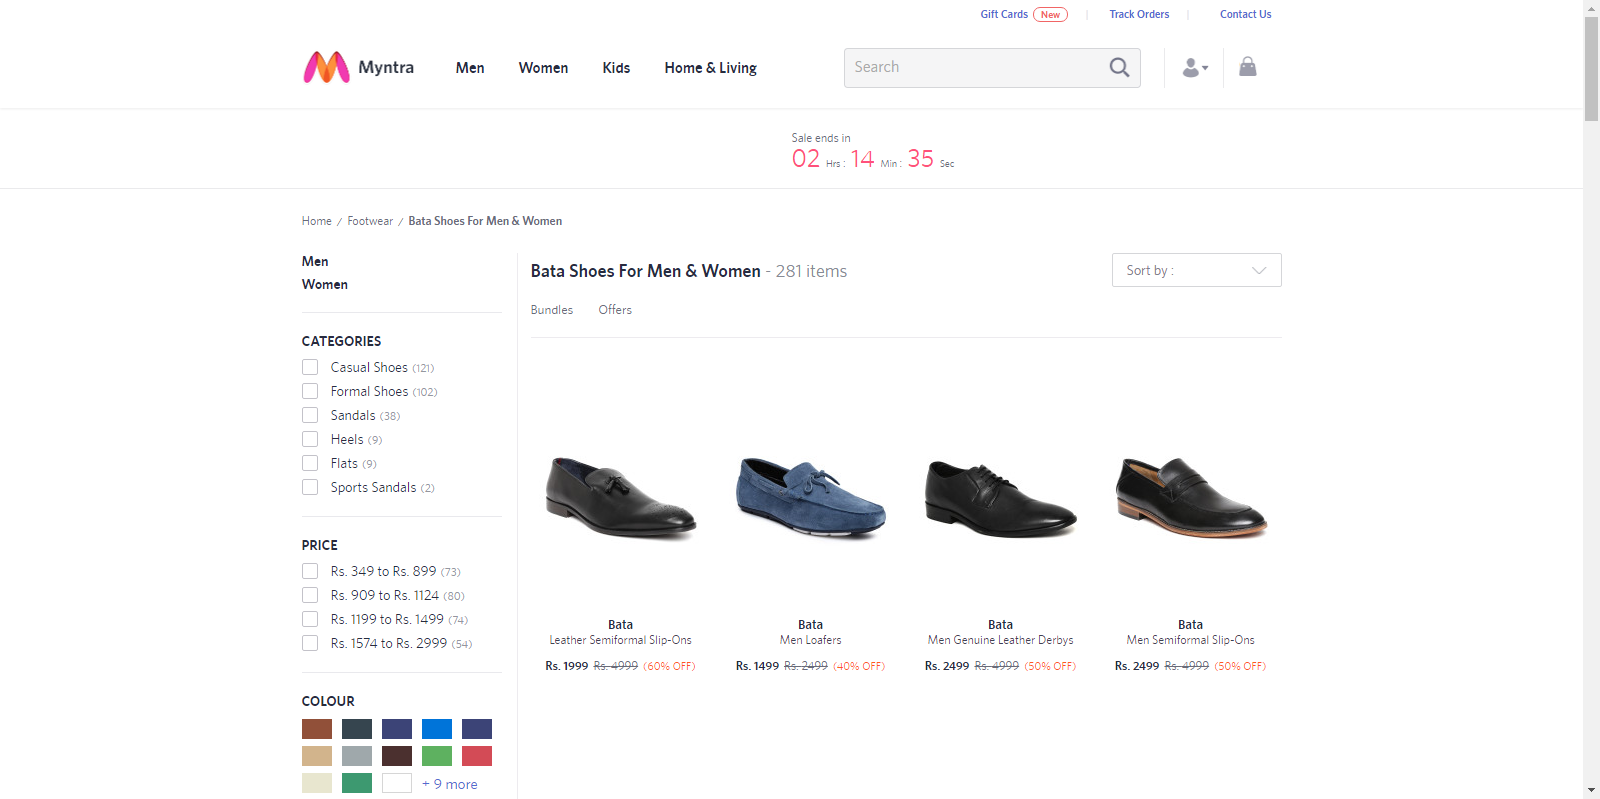 Gift Cards New Track Orders Contact Us
Myntra Men Women Kids Home & Living Search
Sale ends in
02 Hrs : 14 Min : 35 Sec
Home / Footwear / Bata Shoes For Men & Women
Men
Women
CATEGORIES
Casual Shoes (121)
Formal Shoes (102)
Sandals (38)
Heels (9)
Flats (9)
Sports Sandals (2)
PRICE
Rs. 349 to Rs. 899 (73)
Rs. 909 to Rs. 1124 (80)
Rs. 1199 to Rs. 1499 (74)
Rs. 1574 to Rs. 2999 (54)
COLOUR
+ 9 more
Bata Shoes For Men & Women - 281 items
Sort by :
Bundles Offers
Bata
Leather Semiformal Slip-Ons
Rs. 1999 Rs. 4999 (60% OFF)
Bata
Men Loafers
Rs. 1499 Rs. 2499 (40% OFF)
Bata
Men Genuine Leather Derbys
Rs. 2499 Rs. 4999 (50% OFF)
Bata
Men Semiformal Slip-Ons
Rs. 2499 Rs. 4999 (50% OFF)